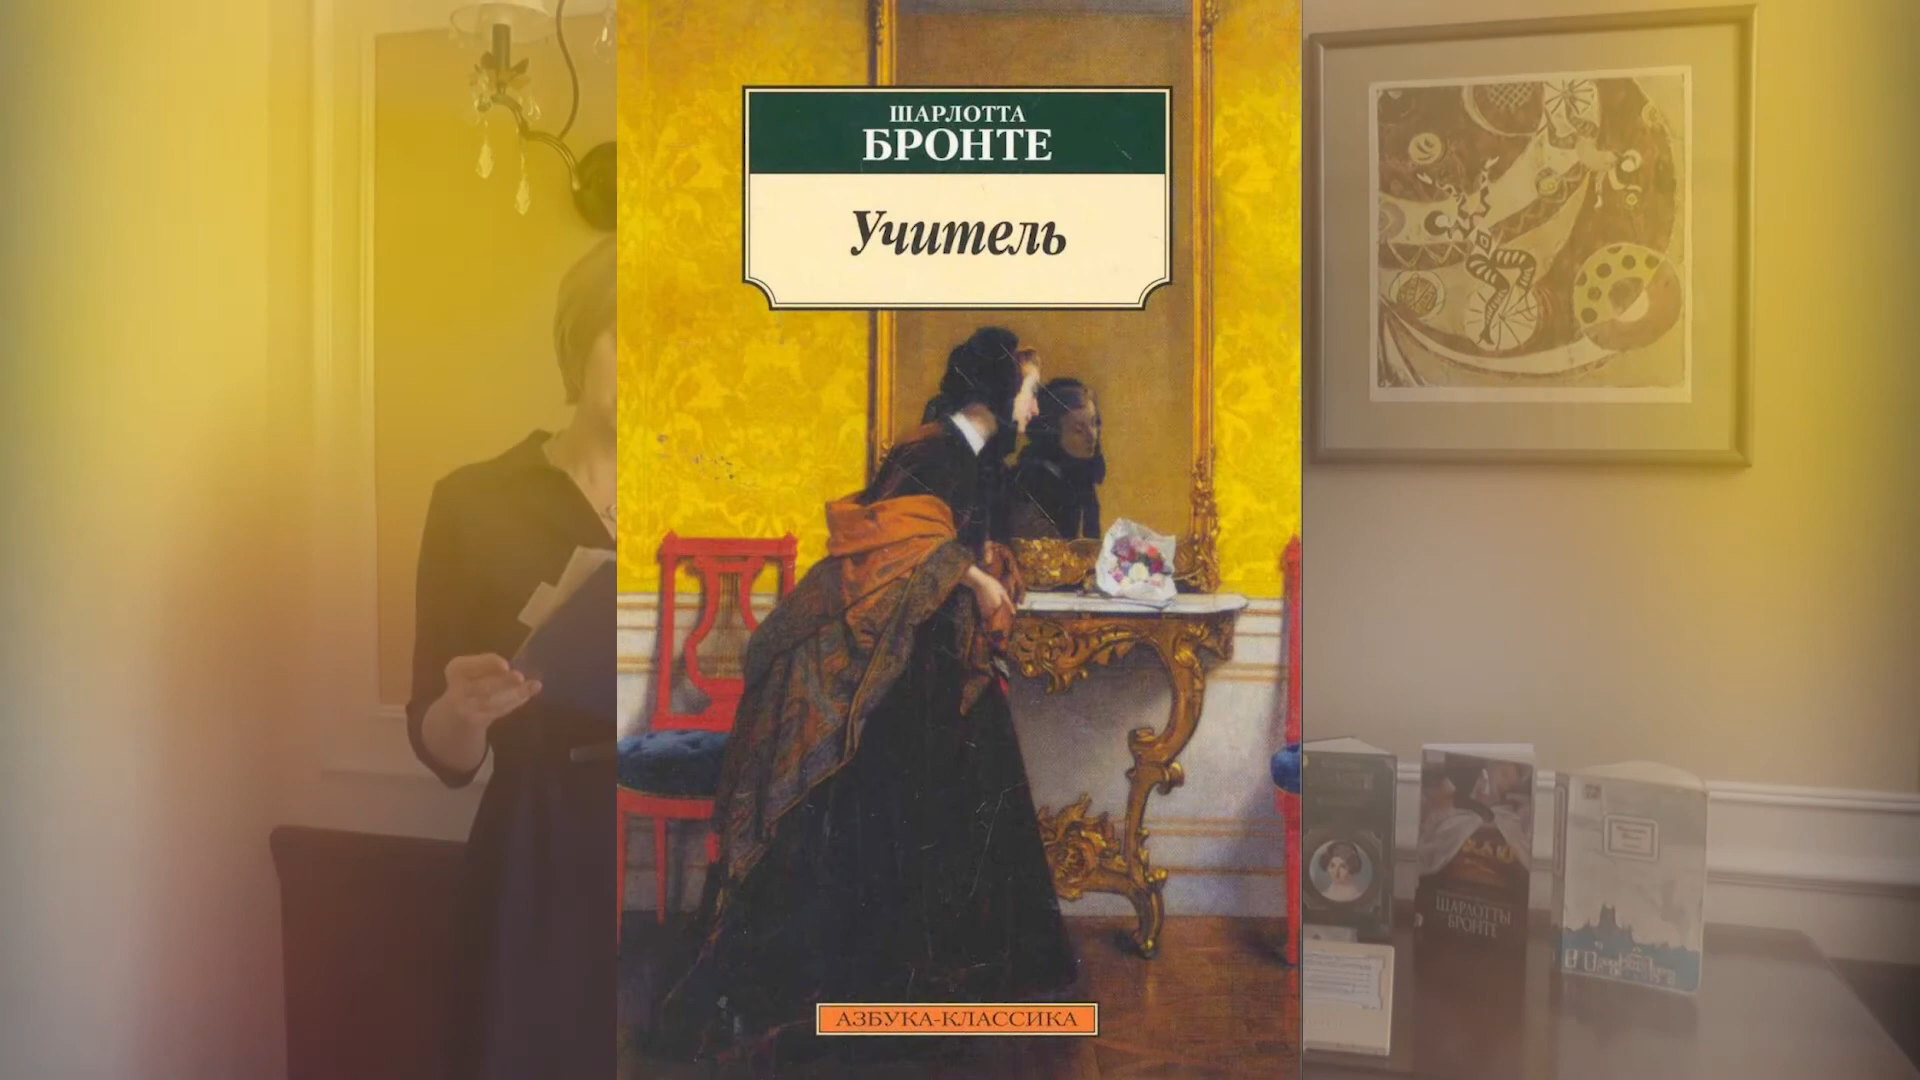 ШАРЛОТТА
БРОНТЕ
Учитель
АЗБУКА-КЛАССИКА
ШАРЛОТТЫ
БРОНТЕ